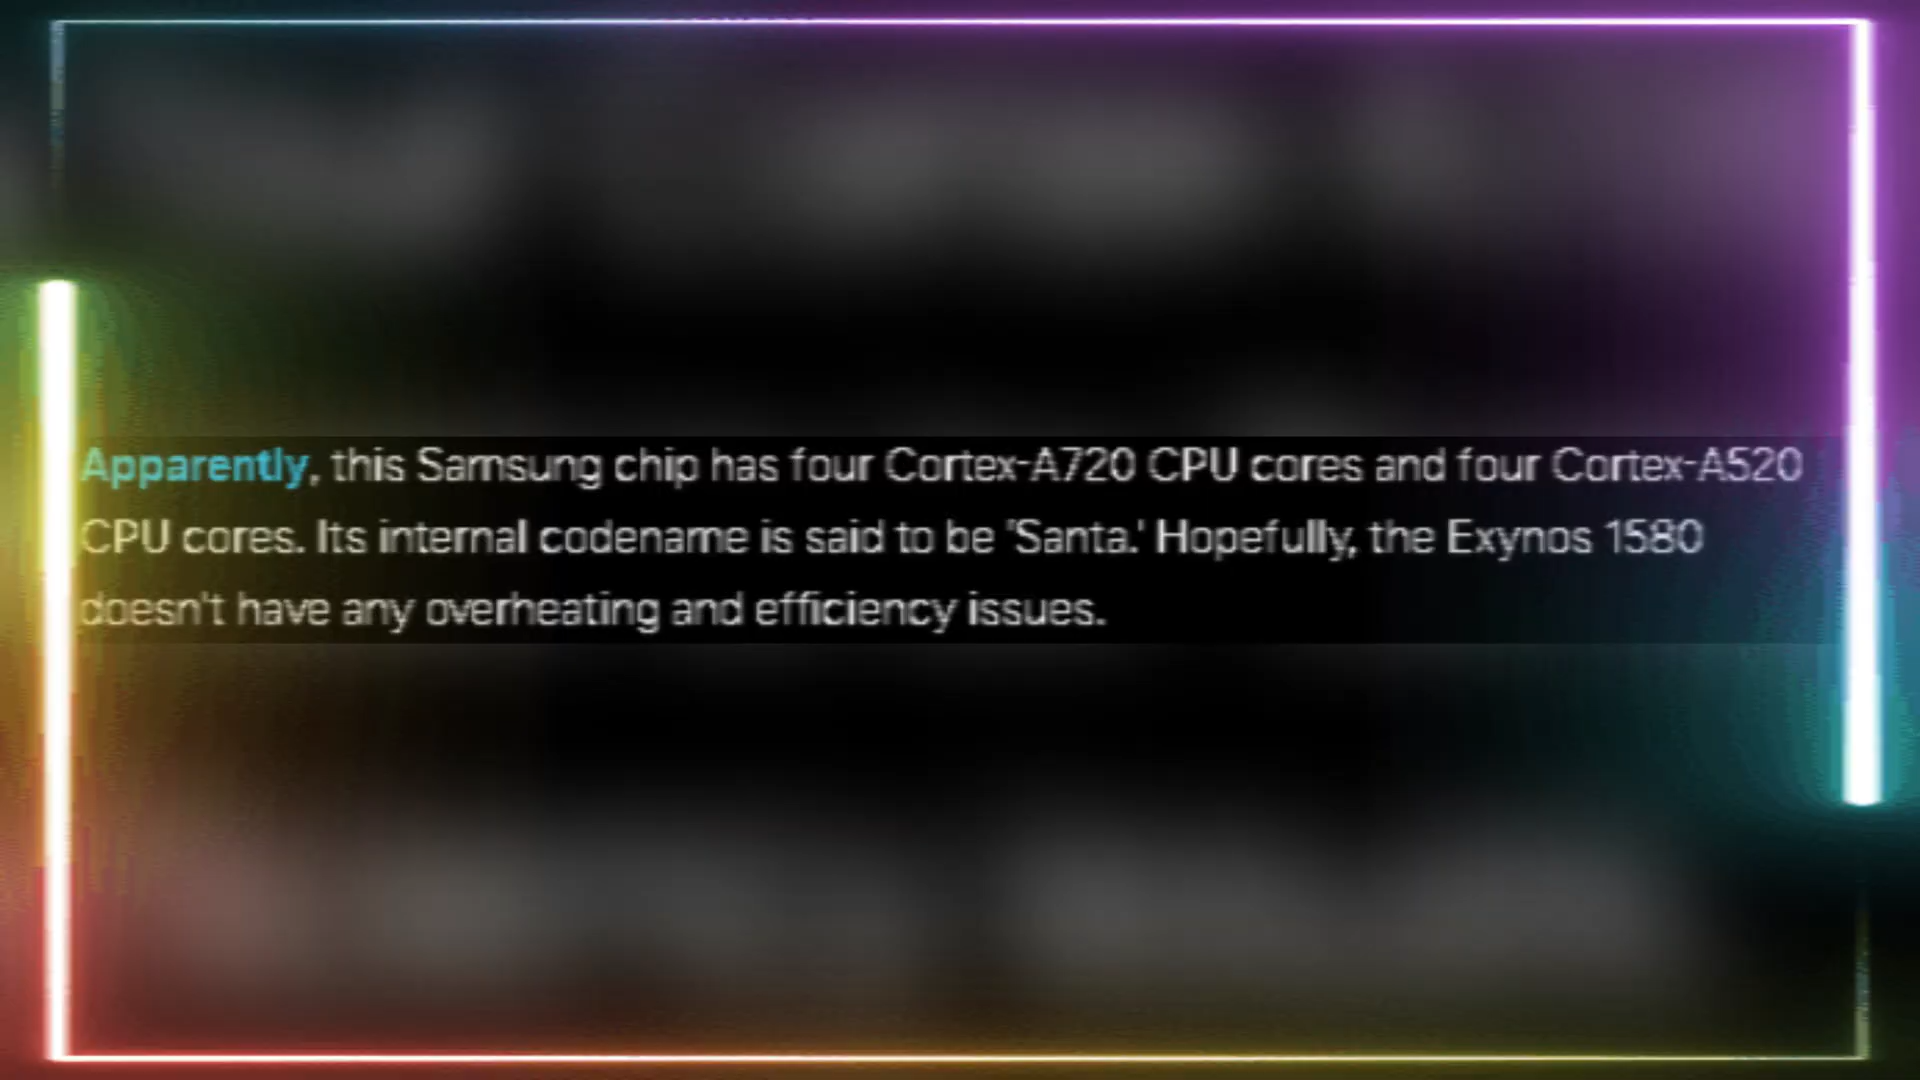 Apparently, this Samsung chip has four Cortex-A720 CPU cores and four Cortex-A520
CPU cores. Its internal codename is said to be 'Santa.' Hopefully, the Exynos 1580
doesn't have any overheating and efficiency issues.